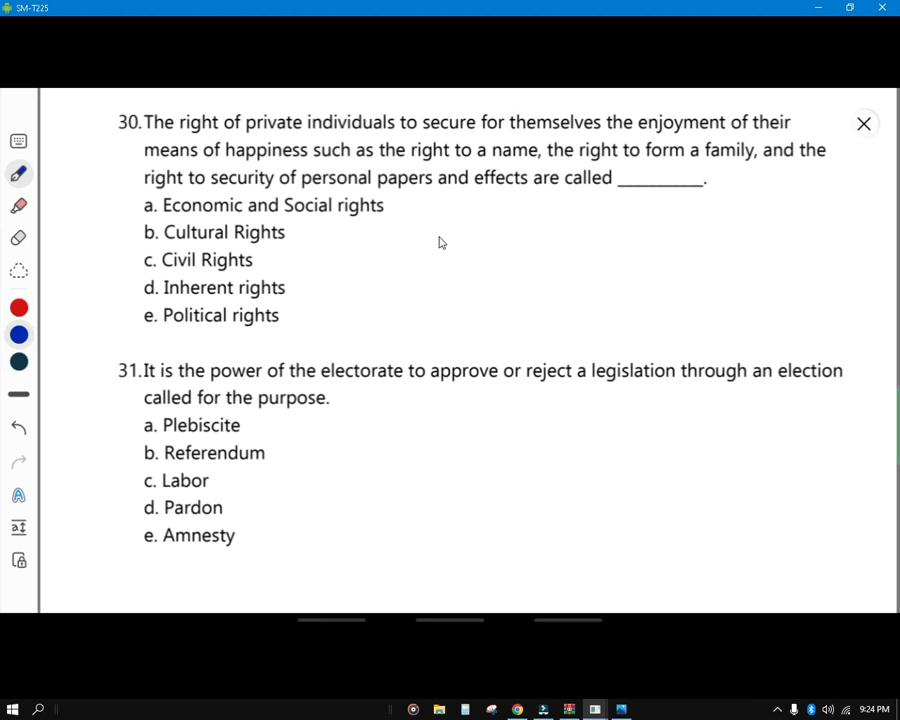 SM-T225
30.The right of private individuals to secure for themselves the enjoyment of their
means of happiness such as the right to a name, the right to form a family, and the
right to security of personal papers and effects are called ___________.
a. Economic and Social rights
b. Cultural Rights
c. Civil Rights
d. Inherent rights
e. Political rights
31.It is the power of the electorate to approve or reject a legislation through an election
called for the purpose.
a. Plebiscite
b. Referendum
c. Labor
d. Pardon
e. Amnesty
9:24 PM